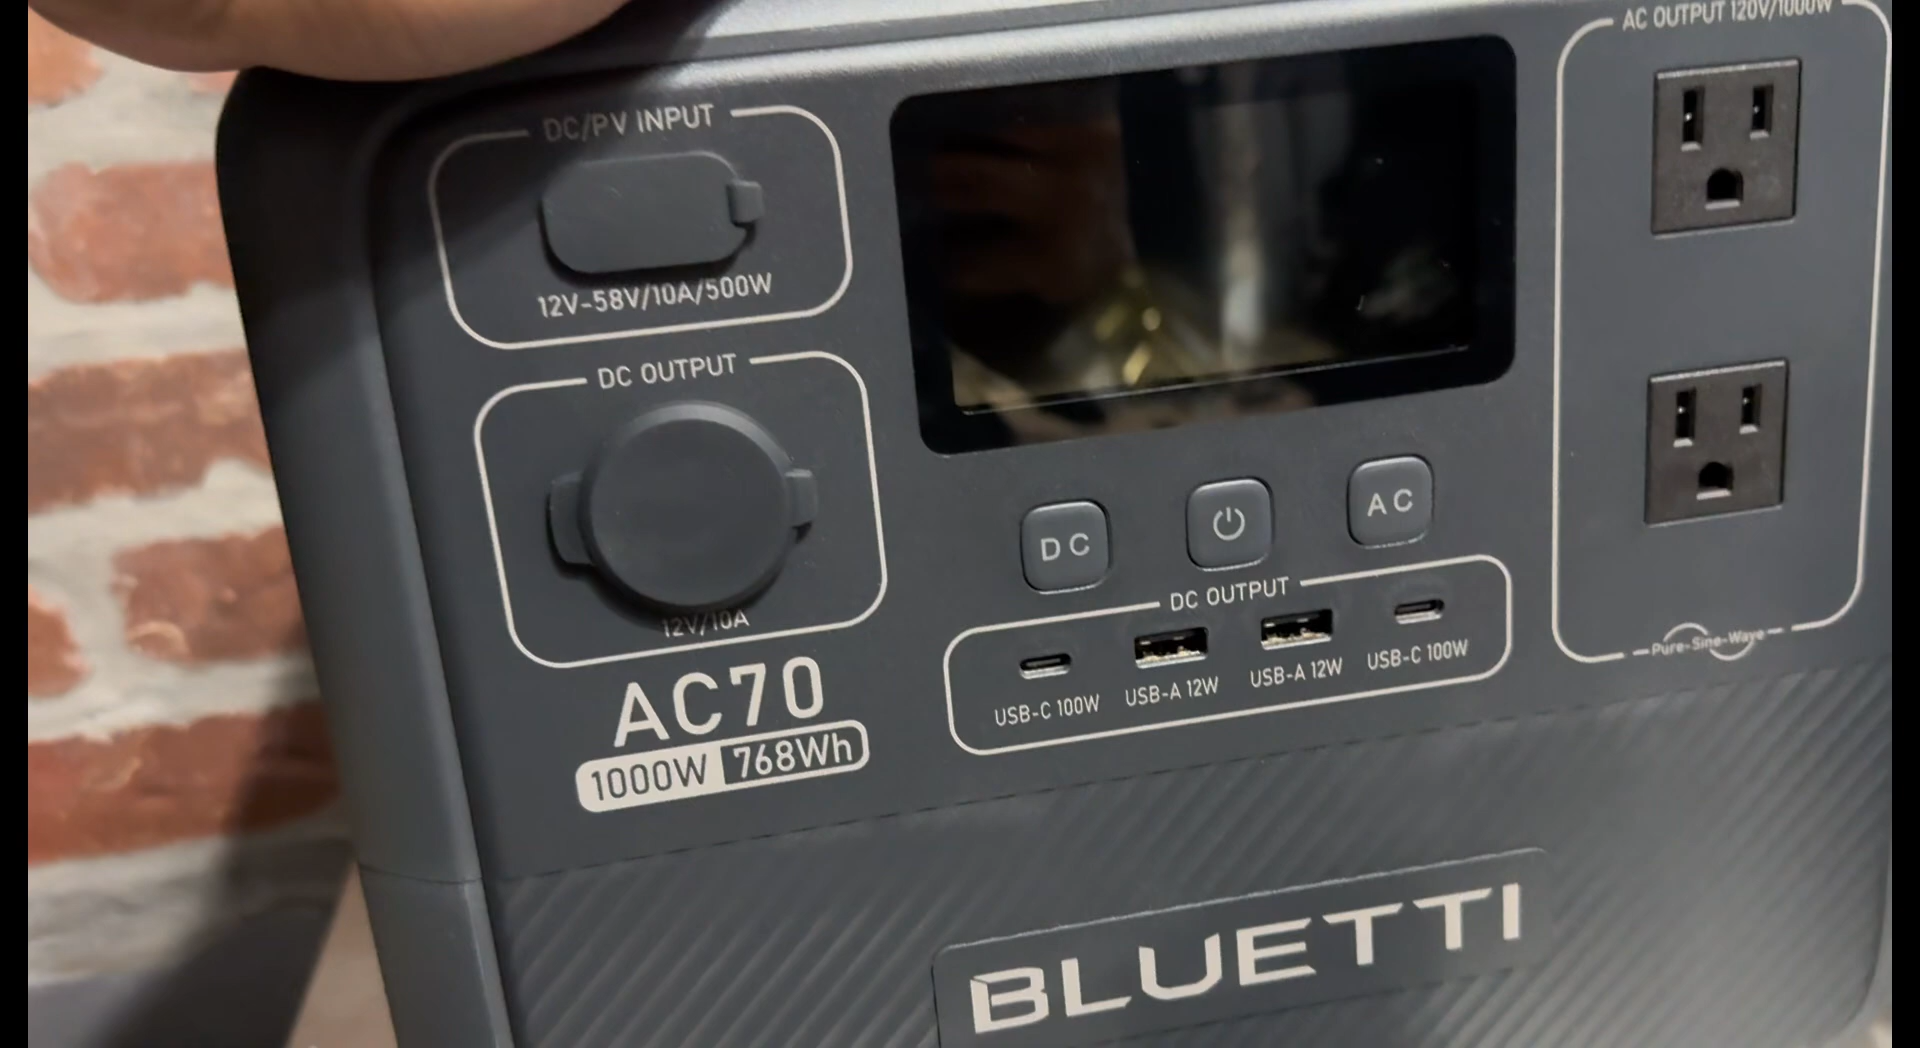 DC/PV INPUT
12V-58V/10A/500W
DC OUTPUT
12V/10A
AC70
1000W 768Wh
DC
AC
DC OUTPUT
USB-C 100W
USB-A 12W
USB-A 12W
USB-C 100W
AC OUTPUT 120V/1000W
Pure-Sine-Wave
BLUETTI